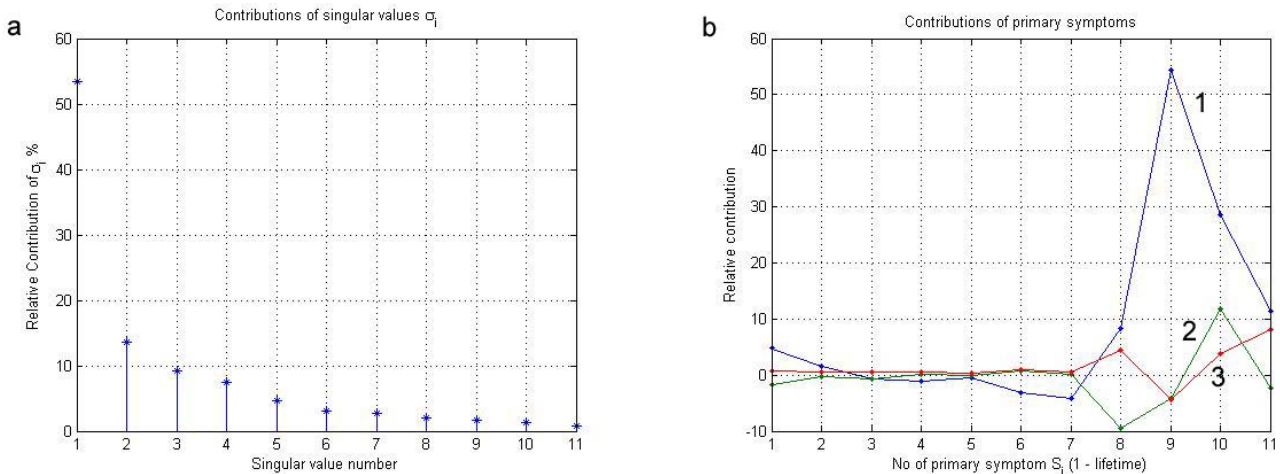 a
Contributions of singular values σi
60
50
40
30
20
10
0
Relative Contribution of σi %
1 2 3 4 5 6 7 8 9 10 11
Singular value number
b
Contributions of primary symptoms
60
50
40
30
20
10
0
-10
Relative contribution
1
2
3
1 2 3 4 5 6 7 8 9 10 11
No of primary symptom Si (1 - lifetime)